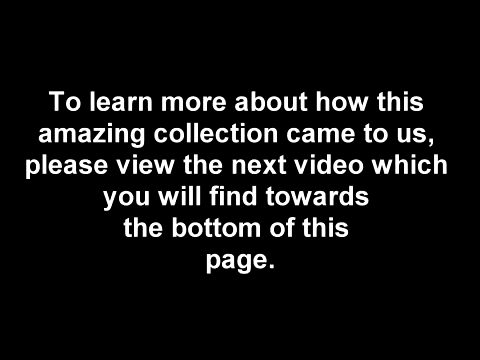 To learn more about how this
amazing collection came to us,
please view the next video which
you will find towards
the bottom of this
page.